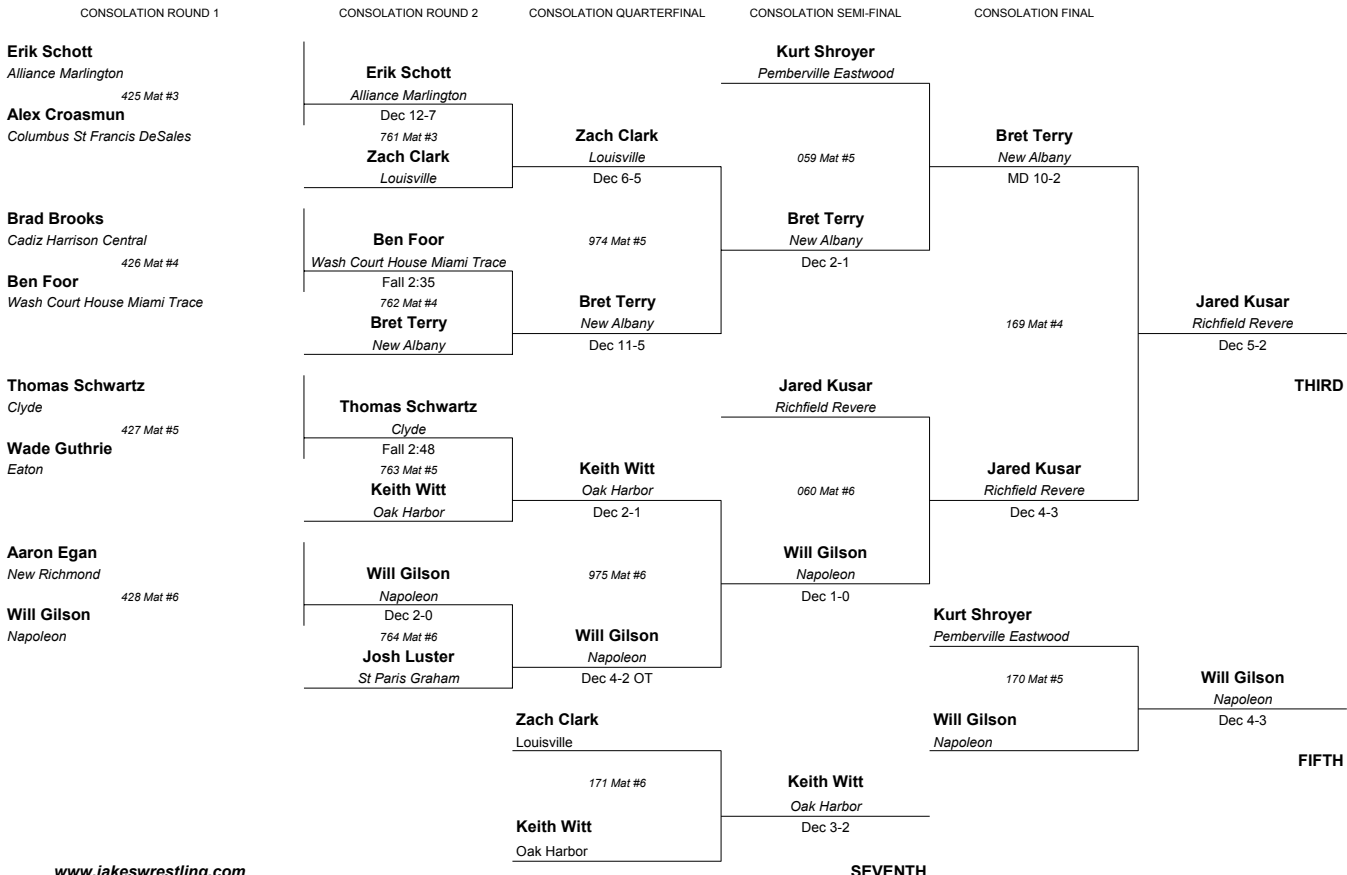 CONSOLATION ROUND 1
CONSOLATION ROUND 2
CONSOLATION QUARTERFINAL
CONSOLATION SEMI-FINAL
CONSOLATION FINAL
Erik Schott
Alliance Marlington
425 Mat #3
Alex Croasmun
Columbus St Francis DeSales
Brad Brooks
Cadiz Harrison Central
426 Mat #4
Ben Foor
Wash Court House Miami Trace
Thomas Schwartz
Clyde
427 Mat #5
Wade Guthrie
Eaton
Aaron Egan
New Richmond
428 Mat #6
Will Gilson
Napoleon
Erik Schott
Alliance Marlington
Dec 12-7
761 Mat #3
Zach Clark
Louisville
Ben Foor
Wash Court House Miami Trace
Fall 2:35
762 Mat #4
Bret Terry
New Albany
Thomas Schwartz
Clyde
Fall 2:48
763 Mat #5
Keith Witt
Oak Harbor
Will Gilson
Napoleon
Dec 2-0
764 Mat #6
Josh Luster
St Paris Graham
Zach Clark
Louisville
Dec 6-5
974 Mat #5
Bret Terry
New Albany
Dec 11-5
Keith Witt
Oak Harbor
Dec 2-1
975 Mat #6
Will Gilson
Napoleon
Dec 4-2 OT
Zach Clark
Louisville
171 Mat #6
Keith Witt
Oak Harbor
Kurt Shroyer
Pemberville Eastwood
059 Mat #5
Bret Terry
New Albany
Dec 2-1
Jared Kusar
Richfield Revere
060 Mat #6
Will Gilson
Napoleon
Dec 1-0
Keith Witt
Oak Harbor
Dec 3-2
SEVENTH
Bret Terry
New Albany
MD 10-2
169 Mat #4
Jared Kusar
Richfield Revere
Dec 4-3
Kurt Shroyer
Pemberville Eastwood
170 Mat #5
Will Gilson
Napoleon
Jared Kusar
Richfield Revere
Dec 5-2
THIRD
Will Gilson
Napoleon
Dec 4-3
FIFTH
www.jakeswrestling.com